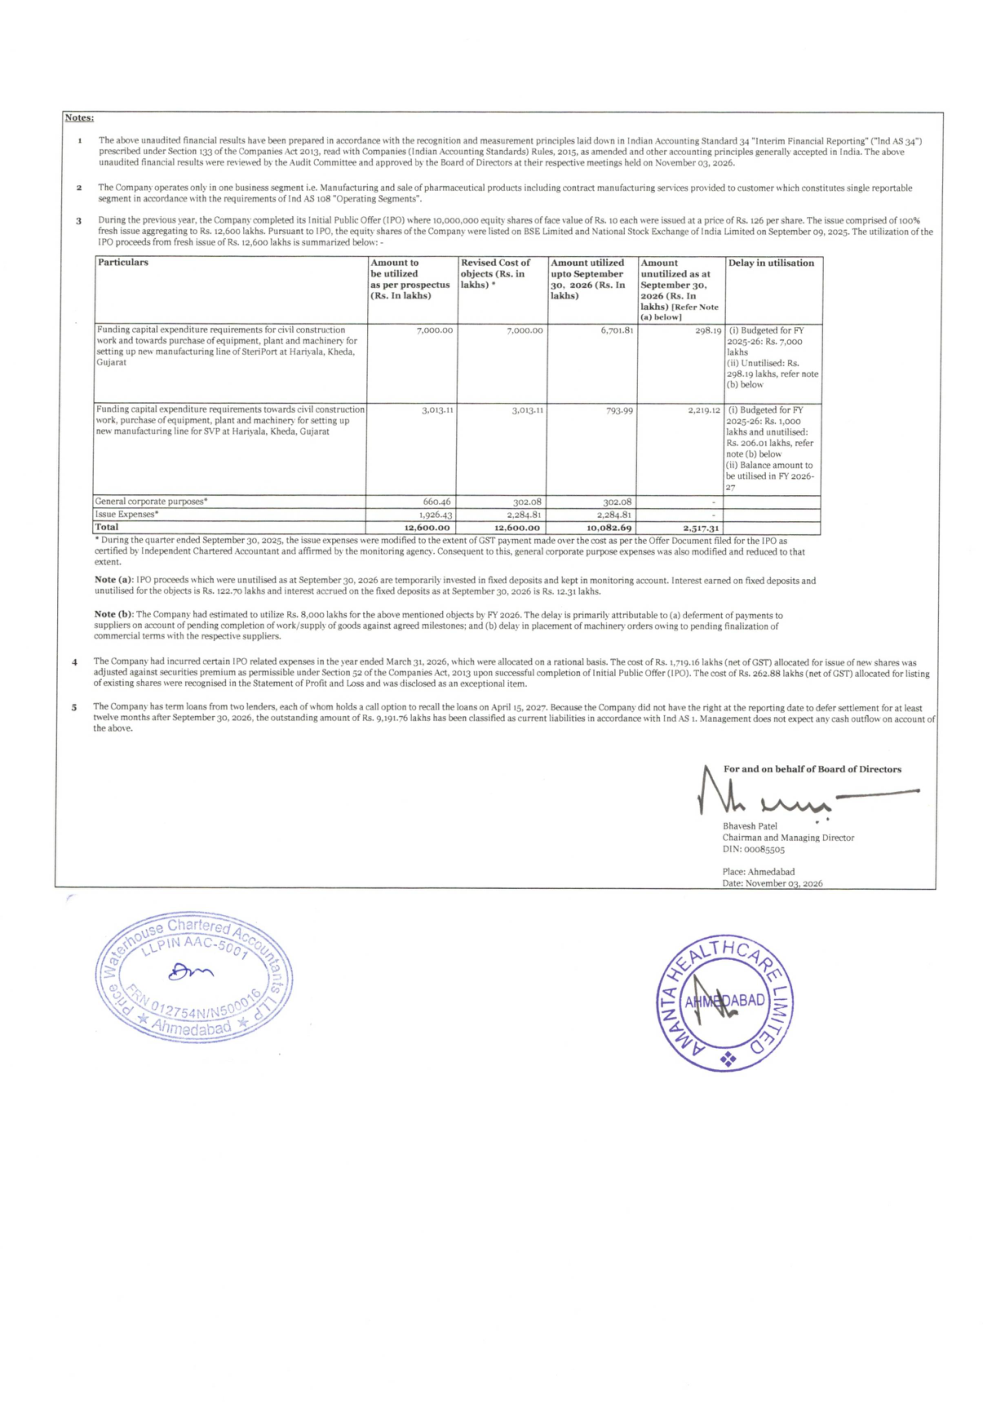 Notes:
1 The above unaudited financial results have been prepared in accordance with the recognition and measurement principles laid down in Indian Accounting Standard 34 "Interim Financial Reporting" ("Ind AS 34")
prescribed under Section 133 of the Companies Act 2013, read with Companies (Indian Accounting Standards) Rules, 2015, as amended and other accounting principles generally accepted in India. The above
unaudited financial results were reviewed by the Audit Committee and approved by the Board of Directors at their respective meetings held on November 03, 2026.
2 The Company operates only in one business segment i.e. Manufacturing and sale of pharmaceutical products including contract manufacturing services provided to customer which constitutes single reportable
segment in accordance with the requirements of Ind AS 108 "Operating Segments".
3 During the previous year, the Company completed its Initial Public Offer (IPO) where 10,000,000 equity shares of face value of Rs. 10 each were issued at a price of Rs. 126 per share. The issue comprised of 100%
fresh issue aggregating to Rs. 12,600 lakhs. Pursuant to IPO, the equity shares of the Company were listed on BSE Limited and National Stock Exchange of India Limited on September 09, 2025. The utilization of the
IPO proceeds from fresh issue of Rs. 12,600 lakhs is summarized below: -
Particulars
Amount to
be utilized
as per prospectus
(Rs. In lakhs)
Revised Cost of
objects (Rs. in
lakhs) *
Amount utilized
upto September
30, 2026 (Rs. In
lakhs)
Amount
unutilized as at
September 30,
2026 (Rs. In
lakhs) [Refer Note
(a) below]
Delay in utilisation
Funding capital expenditure requirements for civil construction
work and towards purchase of equipment, plant and machinery for
setting up new manufacturing line of SteriPort at Hariyala, Kheda,
Gujarat
7,000.00 7,000.00 6,701.81 298.19
(i) Budgeted for FY
2025-26: Rs. 7,000
lakhs
(ii) Unutilised: Rs.
298.19 lakhs, refer note
(b) below
Funding capital expenditure requirements towards civil construction
work, purchase of equipment, plant and machinery for setting up
new manufacturing line for SVP at Hariyala, Kheda, Gujarat
3,013.11 3,013.11 793.99 2,219.12
(i) Budgeted for FY
2025-26: Rs. 1,000
lakhs and unutilised:
Rs. 206.01 lakhs, refer
note (b) below
(ii) Balance amount to
be utilized in FY 2026-
27
General corporate purposes* 660.46 302.08 302.08 -
Issue Expenses* 1,926.43 2,284.81 2,284.81 -
Total 12,600.00 12,600.00 10,082.69 2,517.31
* During the quarter ended September 30, 2025, the issue expenses were modified to the extent of GST payment made over the cost as per the Offer Document filed for the IPO as
certified by Independent Chartered Accountant and affirmed by the monitoring agency. Consequent to this, general corporate purpose expenses was also modified and reduced to that
extent.
Note (a): IPO proceeds which were unutilised as at September 30, 2026 are temporarily invested in fixed deposits and kept in monitoring account. Interest earned on fixed deposits and
unutilised for the objects is Rs. 122.70 lakhs and interest accrued on the fixed deposits as at September 30, 2026 is Rs. 12.31 lakhs.
Note (b): The Company had estimated to utilize Rs. 8,000 lakhs for the above mentioned objects by FY 2026. The delay is primarily attributable to (a) deferment of payments to
suppliers on account of pending completion of work/supply of goods against agreed milestones; and (b) delay in placement of machinery orders owing to pending finalization of
commercial terms with the respective suppliers.
4 The Company had incurred certain IPO related expenses in the year ended March 31, 2026, which were allocated on a rational basis. The cost of Rs. 1,719.16 lakhs (net of GST) allocated for issue of new shares was
adjusted against securities premium as permissible under Section 52 of the Companies Act, 2013 upon successful completion of Initial Public Offer (IPO). The cost of Rs. 262.88 lakhs (net of GST) allocated for listing
of existing shares were recognised in the Statement of Profit and Loss and was disclosed as an exceptional item.
5 The Company has term loans from two lenders, each of whom holds a call option to recall the loans on April 15, 2027. Because the Company did not have the right at the reporting date to defer settlement for at least
twelve months after September 30, 2026, the outstanding amount of Rs. 9,191.76 lakhs has been classified as current liabilities in accordance with Ind AS 1. Management does not expect any cash outflow on account of
the above.
For and on behalf of Board of Directors
Bhavesh Patel
Chairman and Managing Director
DIN: 00085505
Place: Ahmedabad
Date: November 03, 2026
Price Waterhouse Chartered Accountants LLP
LLPIN AAC-5001
FRN 012754N/N500016
★ Ahmedabad ★
AMANTA HEALTHCARE LIMITED
AHMEDABAD